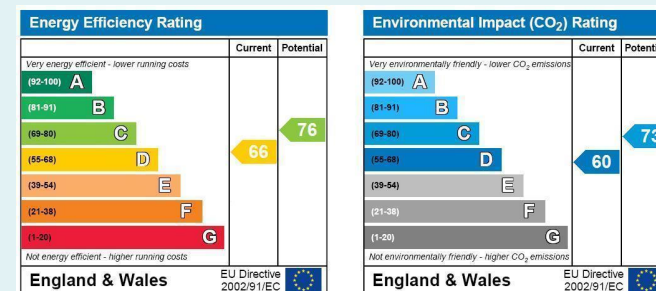 Energy Efficiency Rating
Current Potential
Very energy efficient - lower running costs
(92-100) A
(81-91) B
(69-80) C
76
(55-68) D
66
(39-54) E
(21-38) F
(1-20) G
Not energy efficient - higher running costs
England & Wales
EU Directive
2002/91/EC
Environmental Impact (CO₂) Rating
Current Potenti
Very environmentally friendly - lower CO₂ emissions
(92-100) A
(81-91) B
(69-80) C
73
(55-68) D
60
(39-54) E
(21-38) F
(1-20) G
Not environmentally friendly - higher CO₂ emissions
England & Wales
EU Directive
2002/91/EC